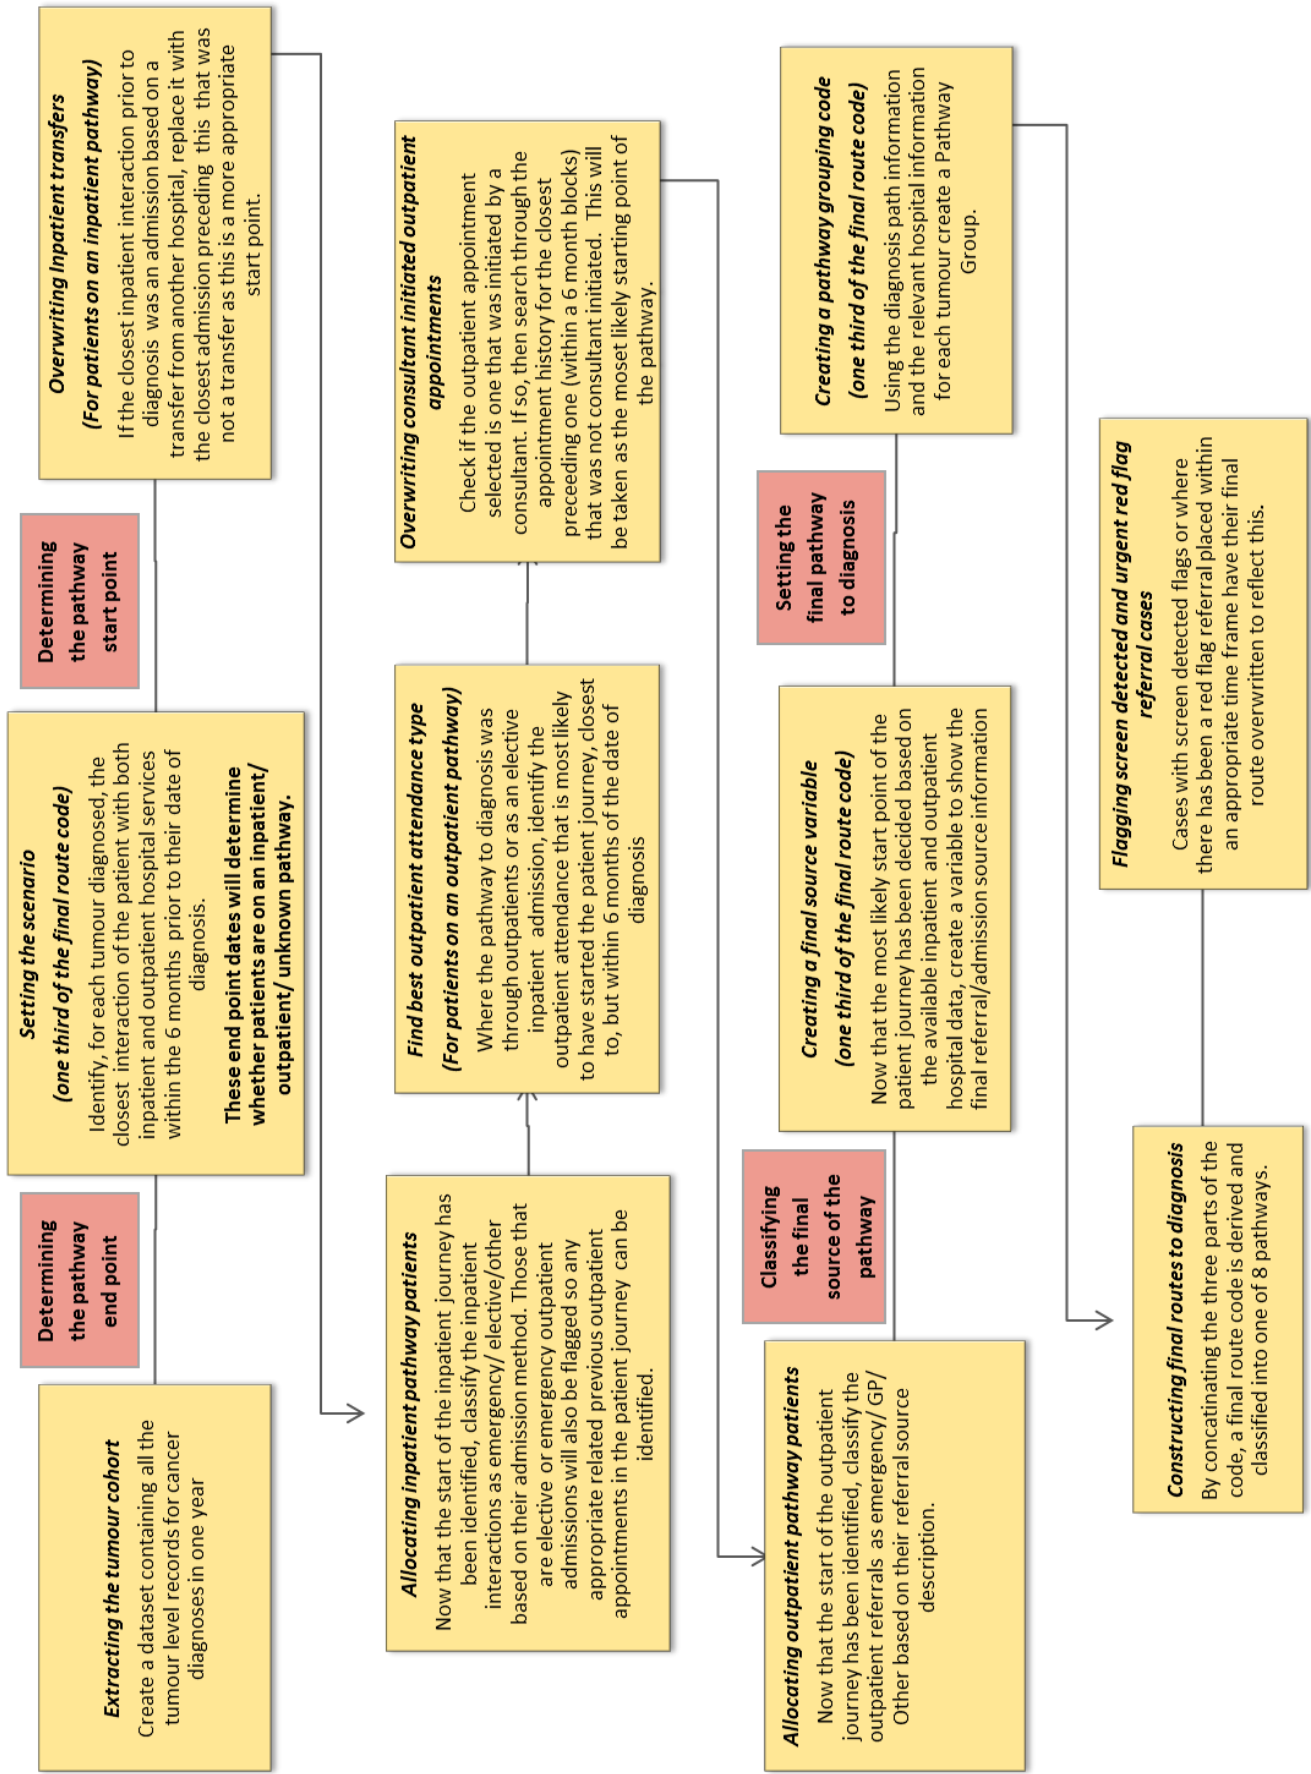 Extracting the tumour cohort
Create a dataset containing all the
tumour level records for cancer
diagnoses in one year
Determining
the pathway
end point
Setting the scenario
(one third of the final route code)
Identify, for each tumour diagnosed, the
closest interaction of the patient with both
inpatient and outpatient hospital services
within the 6 months prior to their date of
diagnosis.
These end point dates will determine
whether patients are on an inpatient/
outpatient/ unknown pathway.
Determining
the pathway
start point
Overwriting Inpatient transfers
(For patients on an inpatient pathway)
If the closest inpatient interaction prior to
diagnosis was an admission based on a
transfer from another hospital, replace it with
the closest admission preceding this that was
not a transfer as this is a more appropriate
start point.
Allocating inpatient pathway patients
Now that the start of the inpatient journey has
been identified, classify the inpatient
interactions as emergency/ elective/other
based on their admission method. Those that
are elective or emergency outpatient
admissions will also be flagged so any
appropriate related previous outpatient
appointments in the patient journey can be
identified.
Find best outpatient attendance type
(For patients on an outpatient pathway)
Where the pathway to diagnosis was
through outpatients or as an elective
inpatient admission, identify the
outpatient attendance that is most likely
to have started the patient journey, closest
to, but within 6 months of the date of
diagnosis
Overwriting consultant initiated outpatient
appointments
Check if the outpatient appointment
selected is one that was initiated by a
consultant. If so, then search through the
appointment history for the closest
preceeding one (within a 6 month blocks)
that was not consultant initiated. This will
be taken as the moset likely starting point of
the pathway.
Allocating outpatient pathway patients
Now that the start of the outpatient
journey has been identified, classify the
outpatient referrals as emergency/ GP/
Other based on their referral source
description.
Classifying
the final
source of the
pathway
Creating a final source variable
(one third of the final route code)
Now that the most likely start point of the
patient journey has been decided based on
the available inpatient and outpatient
hospital data, create a variable to show the
final referral/admission source information
Setting the
final pathway
to diagnosis
Creating a pathway grouping code
(one third of the final route code)
Using the diagnosis path information
and the relevant hospital information
for each tumour create a Pathway
Group.
Constructing final routes to diagnosis
By concatinating the three parts of the
code, a final route code is derived and
classified into one of 8 pathways.
Flagging screen detected and urgent red flag
referral cases
Cases with screen detected flags or where
there has been a red flag referral placed within
an appropriate time frame have their final
route overwritten to reflect this.